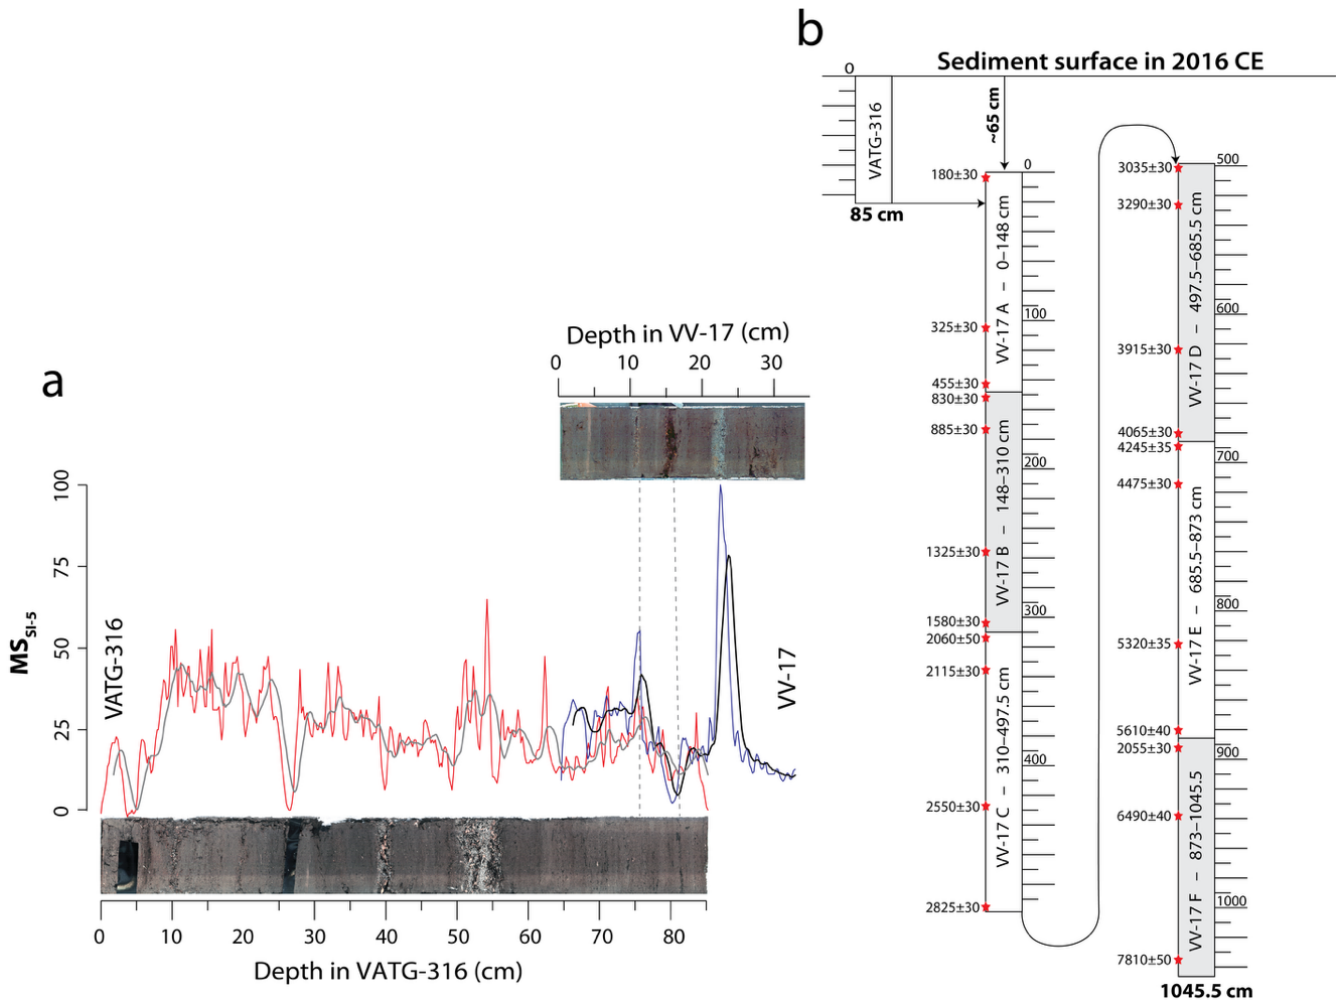 b
Sediment surface in 2016 CE
0
VATG-316
85 cm
~65 cm
0
100
200
300
400
180±30
325±30
455±30
830±30
885±30
1325±30
1580±30
2060±50
2115±30
2550±30
2825±30
VV-17 A – 0–148 cm
VV-17 B – 148–310 cm
VV-17 C – 310–497.5 cm
3035±30
3290±30
3915±30
4065±30
4245±35
4475±30
5320±35
5610±40
2055±30
6490±40
7810±50
VV-17 D – 497.5–685.5 cm
VV-17 E – 685.5–873 cm
VV-17 F – 873–1045.5
500
600
700
800
900
1000
1045.5 cm
a
Depth in VV-17 (cm)
0 10 20 30
100
75
50
25
0
MS SI-5
VATG-316
VV-17
0 10 20 30 40 50 60 70 80
Depth in VATG-316 (cm)